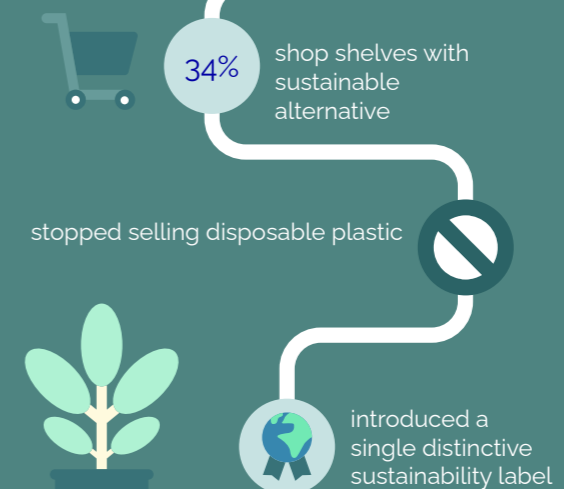 34%
shop shelves with
sustainable
alternative
stopped selling disposable plastic
introduced a
single distinctive
sustainability label